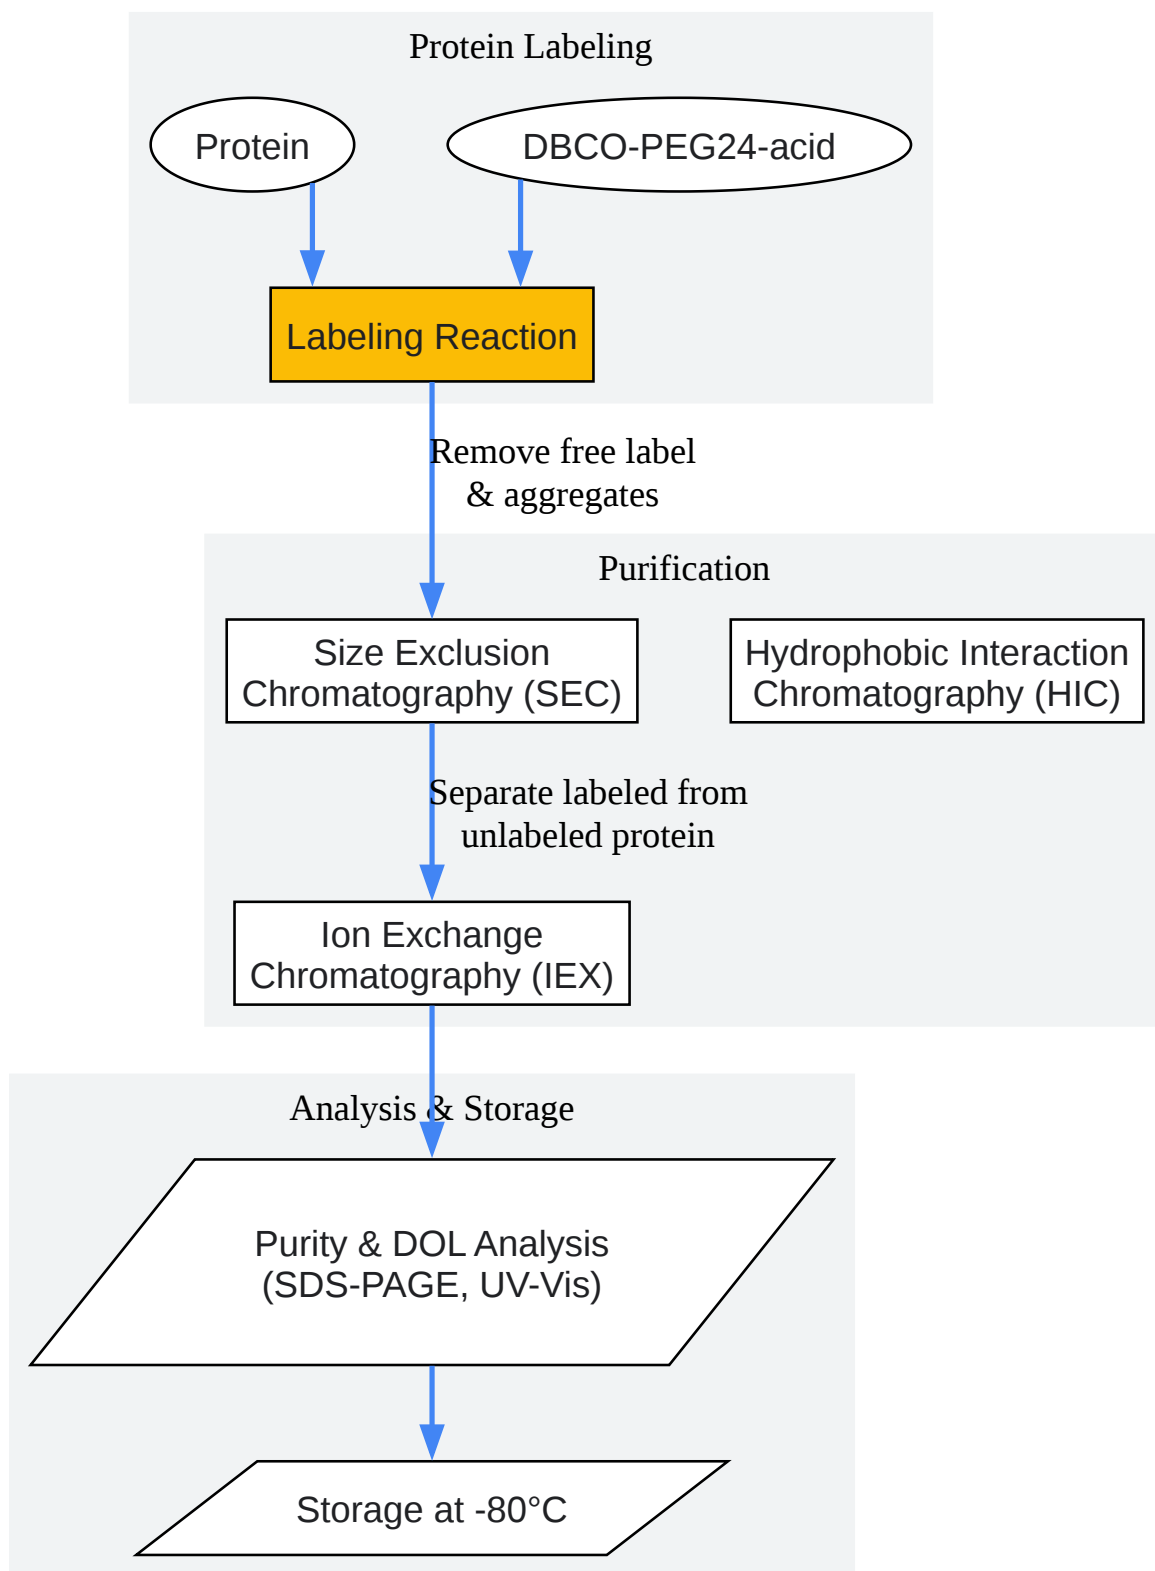 Protein Labeling
Protein
DBCO-PEG24-acid
Labeling Reaction
Remove free label
& aggregates
Purification
Size Exclusion
Chromatography (SEC)
Hydrophobic Interaction
Chromatography (HIC)
Separate labeled from
unlabeled protein
Ion Exchange
Chromatography (IEX)
Analysis & Storage
Purity & DOL Analysis
(SDS-PAGE, UV-Vis)
Storage at -80°C